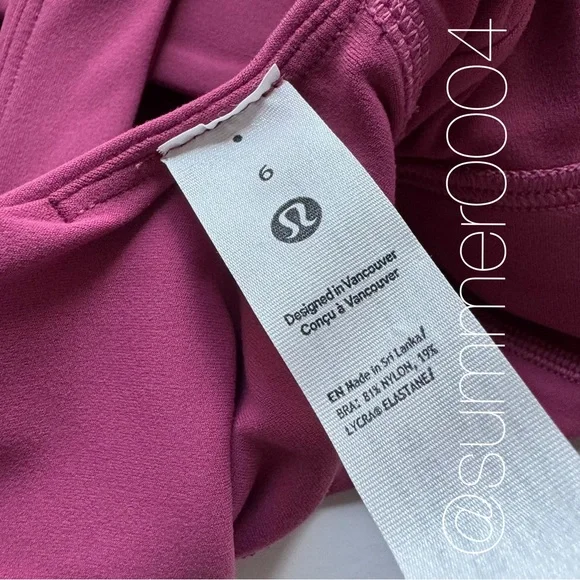 6
Designed in Vancouver
Conçu à Vancouver
EN Made in Sri Lanka/
BRA: 81% NYLON, 19%
LYCRA® ELASTANE/
@summer0004